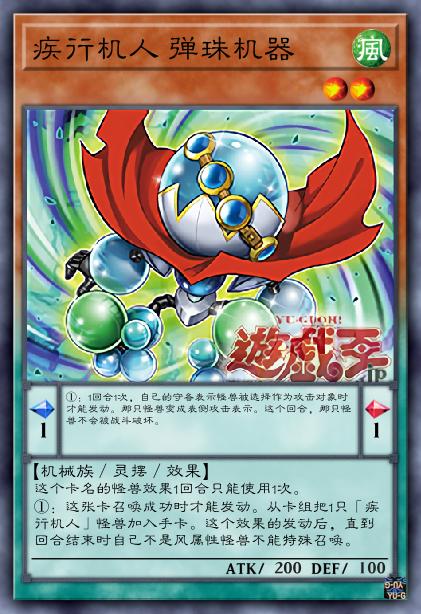 疾行机人 弹珠机器
風
YU-GI-OH!
遊戯王
JP
①：1回合1次，自己的守备表示怪兽被选择作为攻击对象时
才能发动。那只怪兽变成表侧攻击表示。这个回合，那只怪
兽不会被战斗破坏。
1
1
【机械族 / 灵摆 / 效果】
这个卡名的怪兽效果1回合只能使用1次。
①：这张卡召唤成功时才能发动。从卡组把1只「疾
行机人」怪兽加入手卡。这个效果的发动后，直到
回合结束时自己不是风属性怪兽不能特殊召唤。
ATK/ 200 DEF/ 100